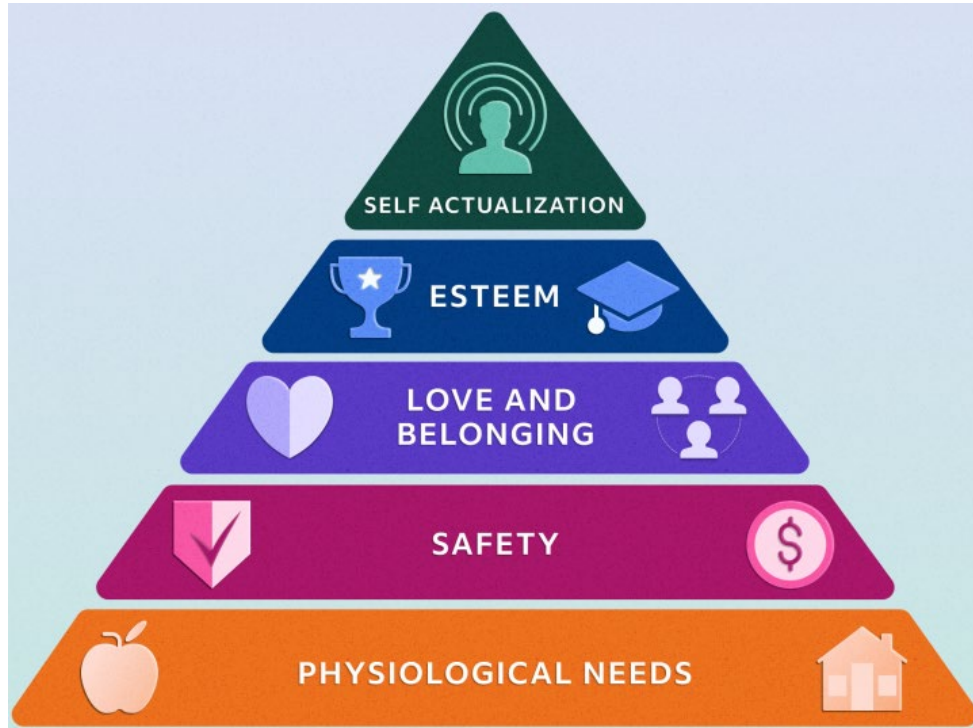 SELF ACTUALIZATION
ESTEEM
LOVE AND
BELONGING
SAFETY
$
PHYSIOLOGICAL NEEDS